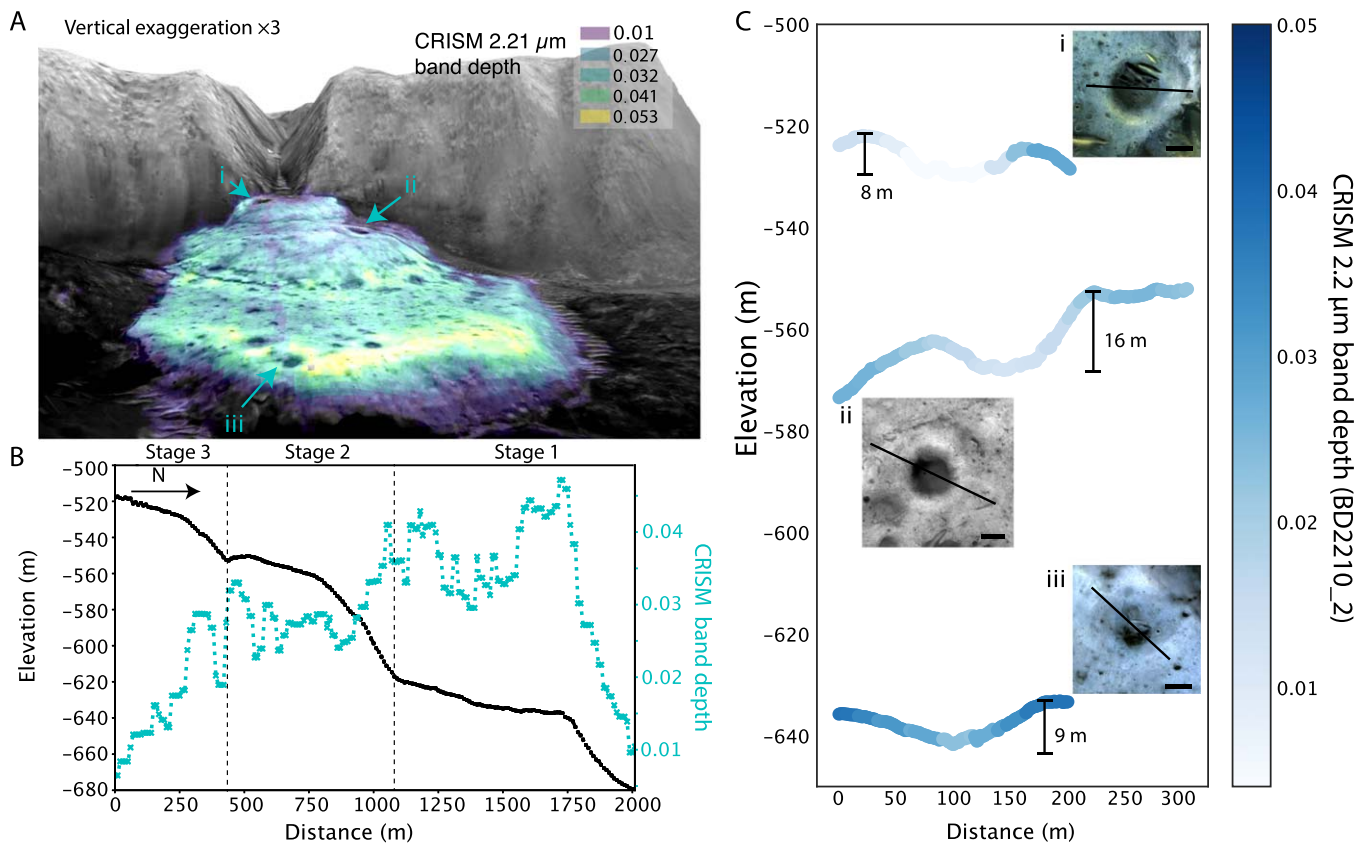 A
Vertical exaggeration ×3
CRISM 2.21 µm
band depth
0.01
0.027
0.032
0.041
0.053
i
ii
iii
B
Stage 3
Stage 2
Stage 1
N
−500
−520
−540
−560
−580
−600
−620
−640
−660
−680
Elevation (m)
0
250
500
750
1000
1250
1500
1750
2000
Distance (m)
0.04
0.03
0.02
0.01
CRISM band depth
C
−500
−520
−540
−560
−580
−600
−620
−640
Elevation (m)
i
8 m
16 m
ii
iii
9 m
0
50
100
150
200
250
300
Distance (m)
0.05
0.04
0.03
0.02
0.01
CRISM 2.2 µm band depth (BD2210_2)